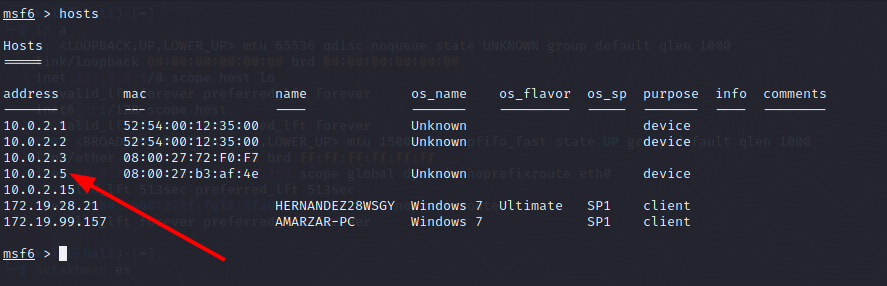 msf6 > hosts
Hosts
=====
address mac name os_name os_flavor os_sp purpose info comments
------- --- ---- ------- --------- ----- ------- ---- --------
10.0.2.1 52:54:00:12:35:00 Unknown device
10.0.2.2 52:54:00:12:35:00 Unknown device
10.0.2.3 08:00:27:72:F0:F7
10.0.2.5 08:00:27:b3:af:4e Unknown device
10.0.2.15
172.19.28.21 HERNANDEZ28WSGY Windows 7 Ultimate SP1 client
172.19.99.157 AMARZAR-PC Windows 7 SP1 client
msf6 >